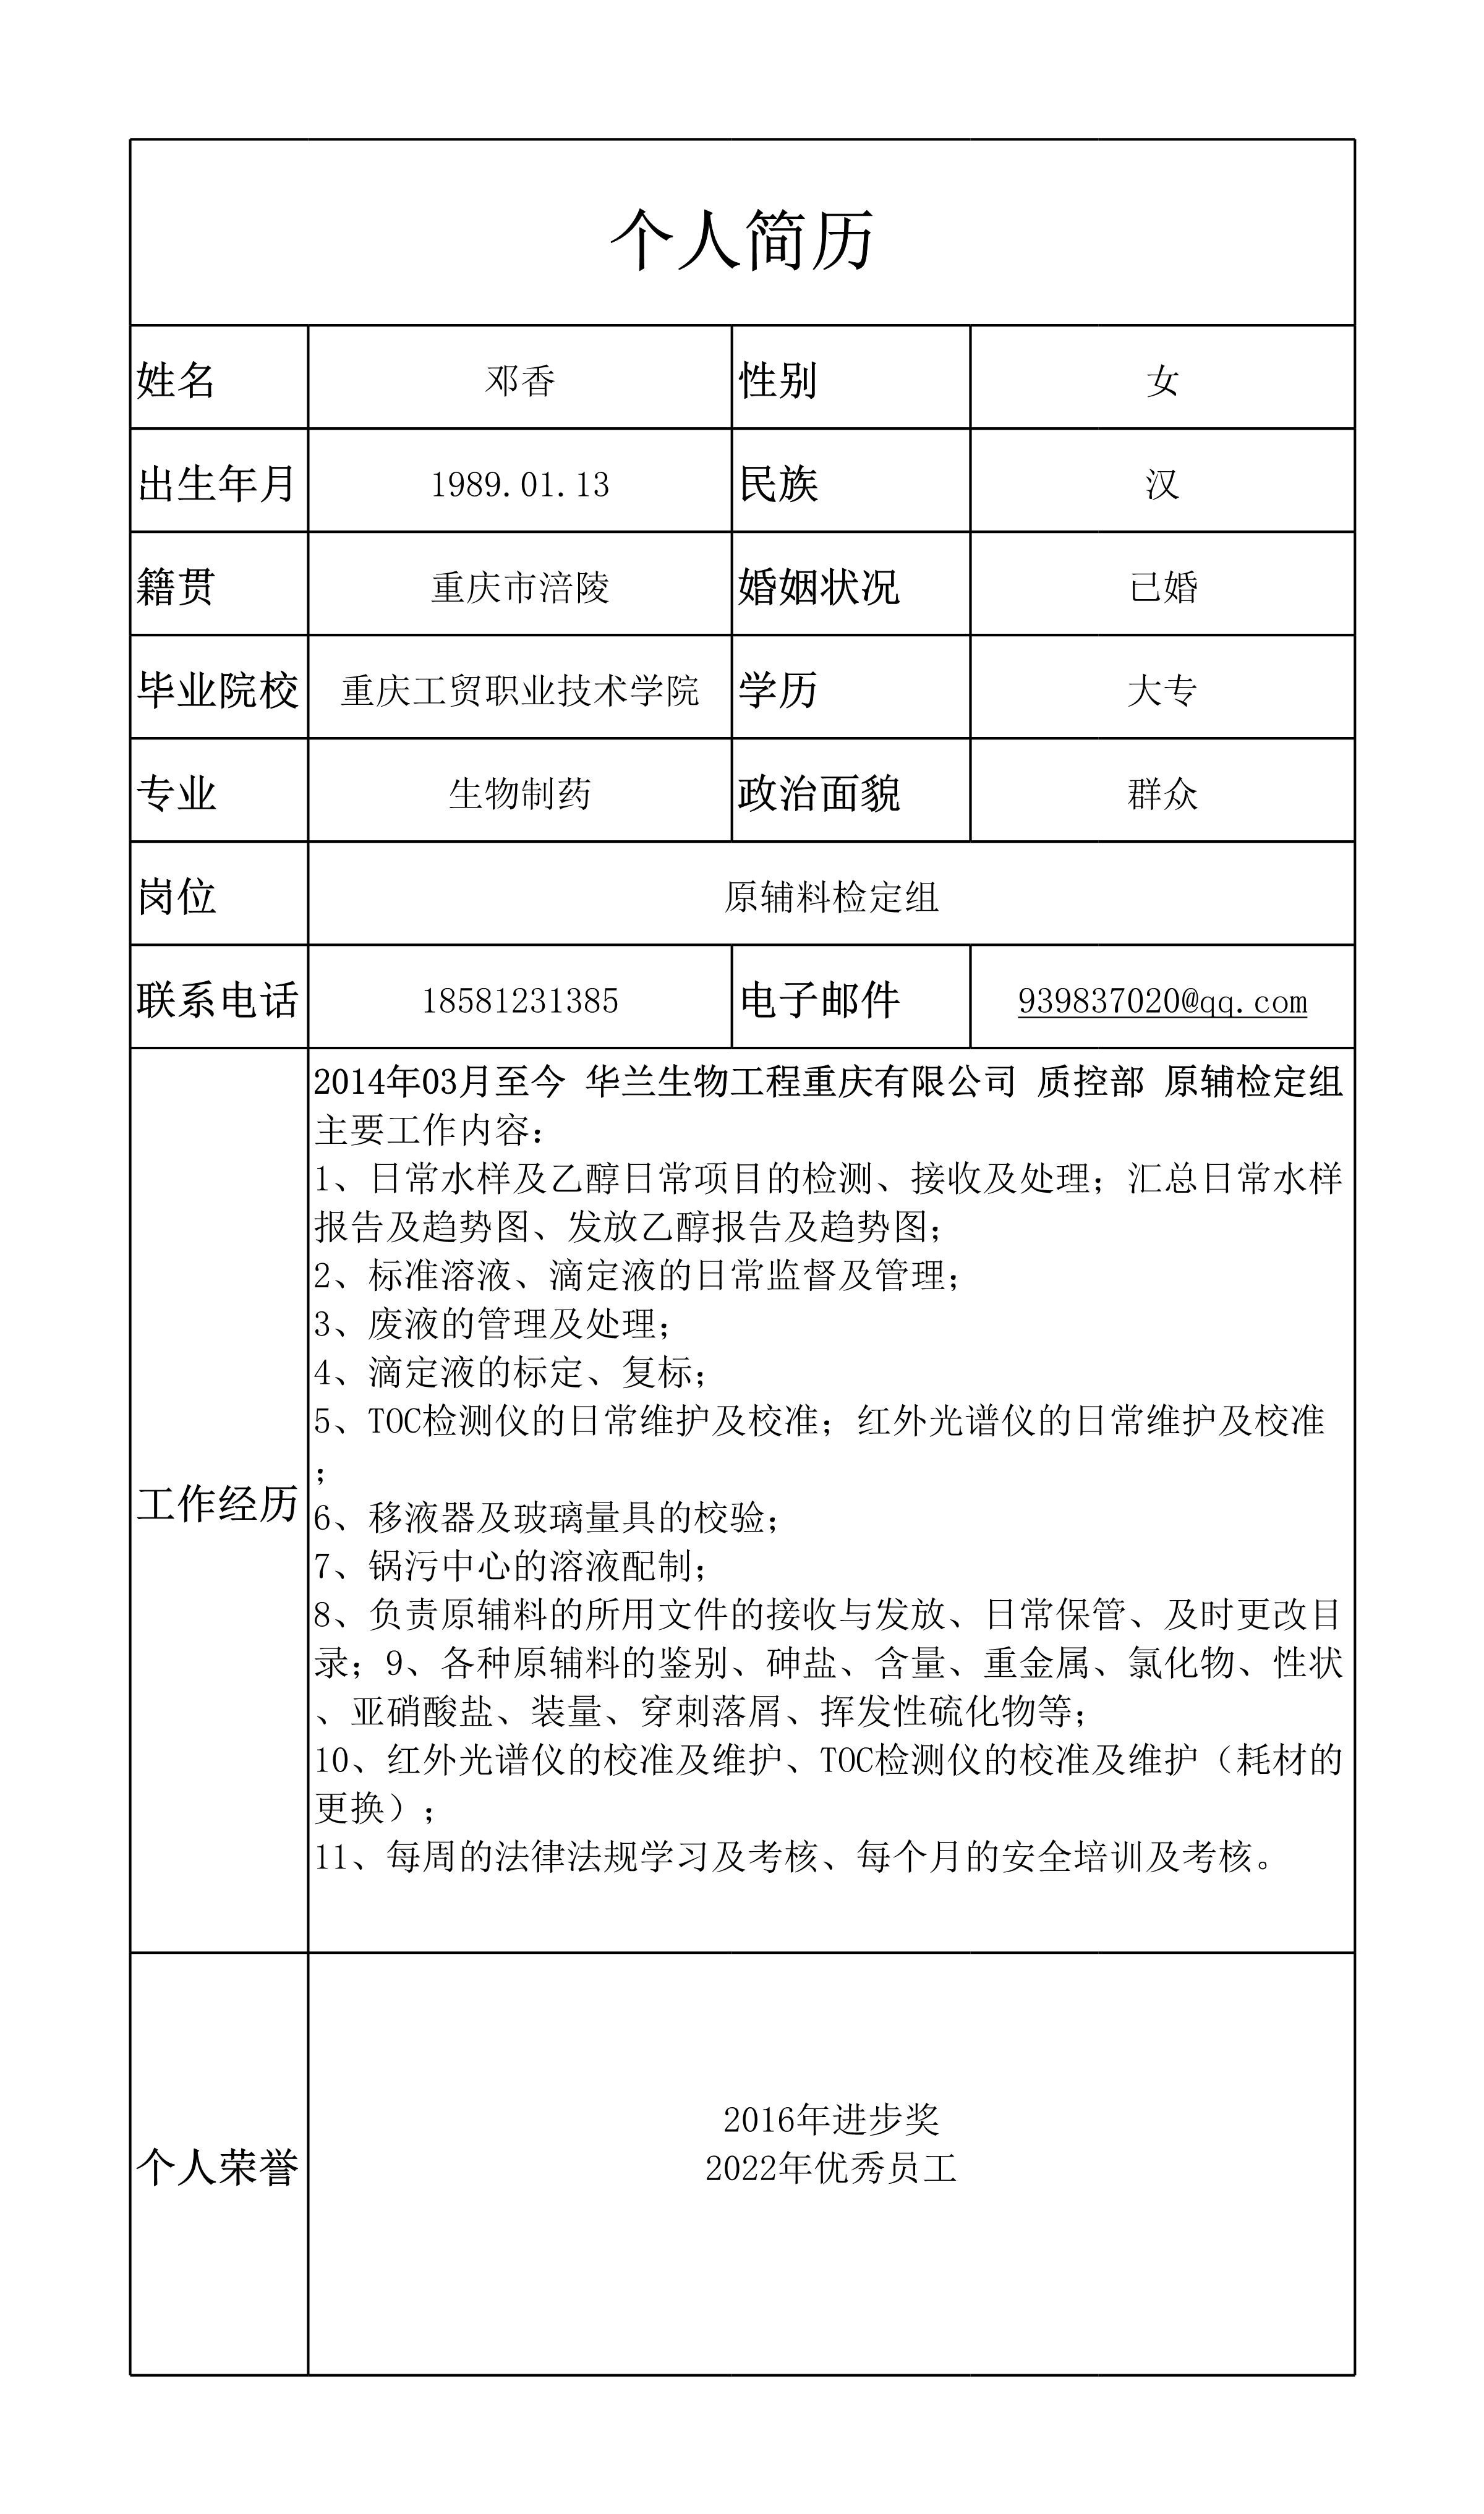 个人简历
姓名 邓香 性别 女
出生年月 1989.01.13 民族 汉
籍贯 重庆市涪陵 婚姻状况 已婚
毕业院校 重庆工贸职业技术学院 学历 大专
专业 生物制药 政治面貌 群众
岗位 原辅料检定组
联系电话 18581231385 电子邮件 939837020@qq.com
工作经历
2014年03月至今 华兰生物工程重庆有限公司 质控部 原辅检定组
主要工作内容：
1、日常水样及乙醇日常项目的检测、接收及处理；汇总日常水样
报告及趋势图、发放乙醇报告及趋势图；
2、标准溶液、滴定液的日常监督及管理；
3、废液的管理及处理；
4、滴定液的标定、复标；
5、TOC检测仪的日常维护及校准；红外光谱仪的日常维护及校准
；
6、移液器及玻璃量具的校验；
7、锅污中心的溶液配制；
8、负责原辅料的所用文件的接收与发放、日常保管、及时更改目
录；9、各种原辅料的鉴别、砷盐、含量、重金属、氯化物、性状
、亚硝酸盐、装量、穿刺落屑、挥发性硫化物等；
10、红外光谱仪的校准及维护、TOC检测仪的校准及维护（耗材的
更换）；
11、每周的法律法规学习及考核、每个月的安全培训及考核。
个人荣誉
2016年进步奖
2022年优秀员工